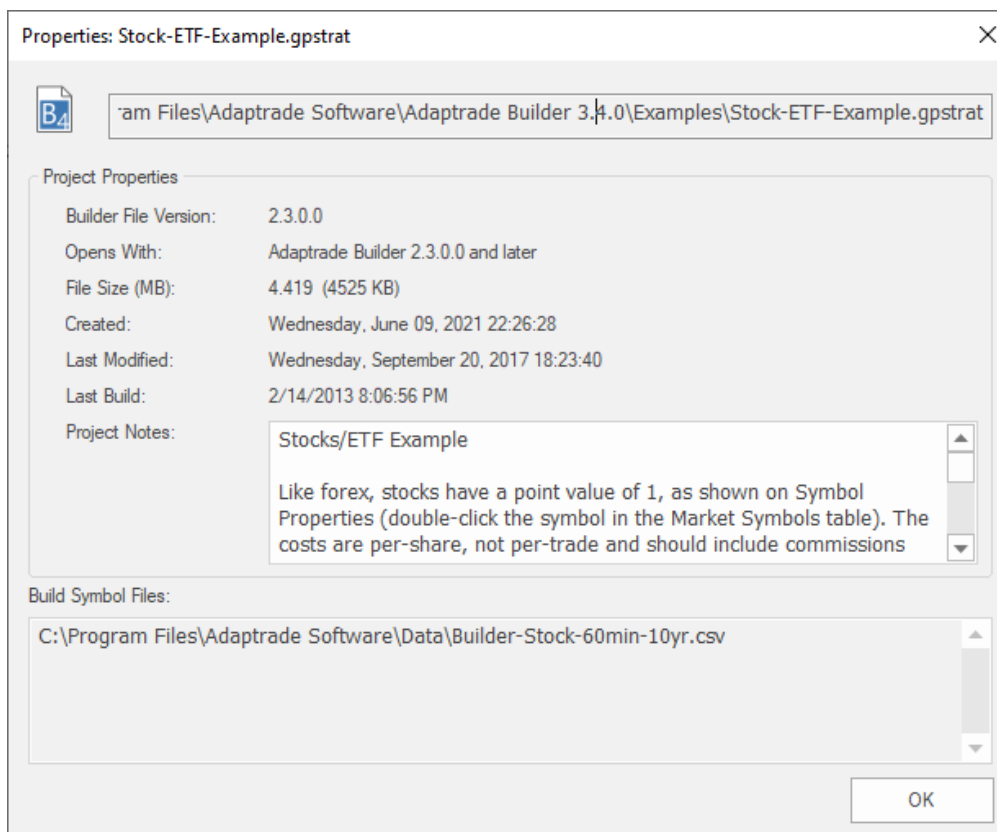 Properties: Stock-ETF-Example.gpstrat
B4
ram Files\Adaptrade Software\Adaptrade Builder 3.4.0\Examples\Stock-ETF-Example.gpstrat
Project Properties
Builder File Version: 2.3.0.0
Opens With: Adaptrade Builder 2.3.0.0 and later
File Size (MB): 4.419 (4525 KB)
Created: Wednesday, June 09, 2021 22:26:28
Last Modified: Wednesday, September 20, 2017 18:23:40
Last Build: 2/14/2013 8:06:56 PM
Project Notes: Stocks/ETF Example
Like forex, stocks have a point value of 1, as shown on Symbol
Properties (double-click the symbol in the Market Symbols table). The
costs are per-share, not per-trade and should include commissions
Build Symbol Files:
C:\Program Files\Adaptrade Software\Data\Builder-Stock-60min-10yr.csv
OK